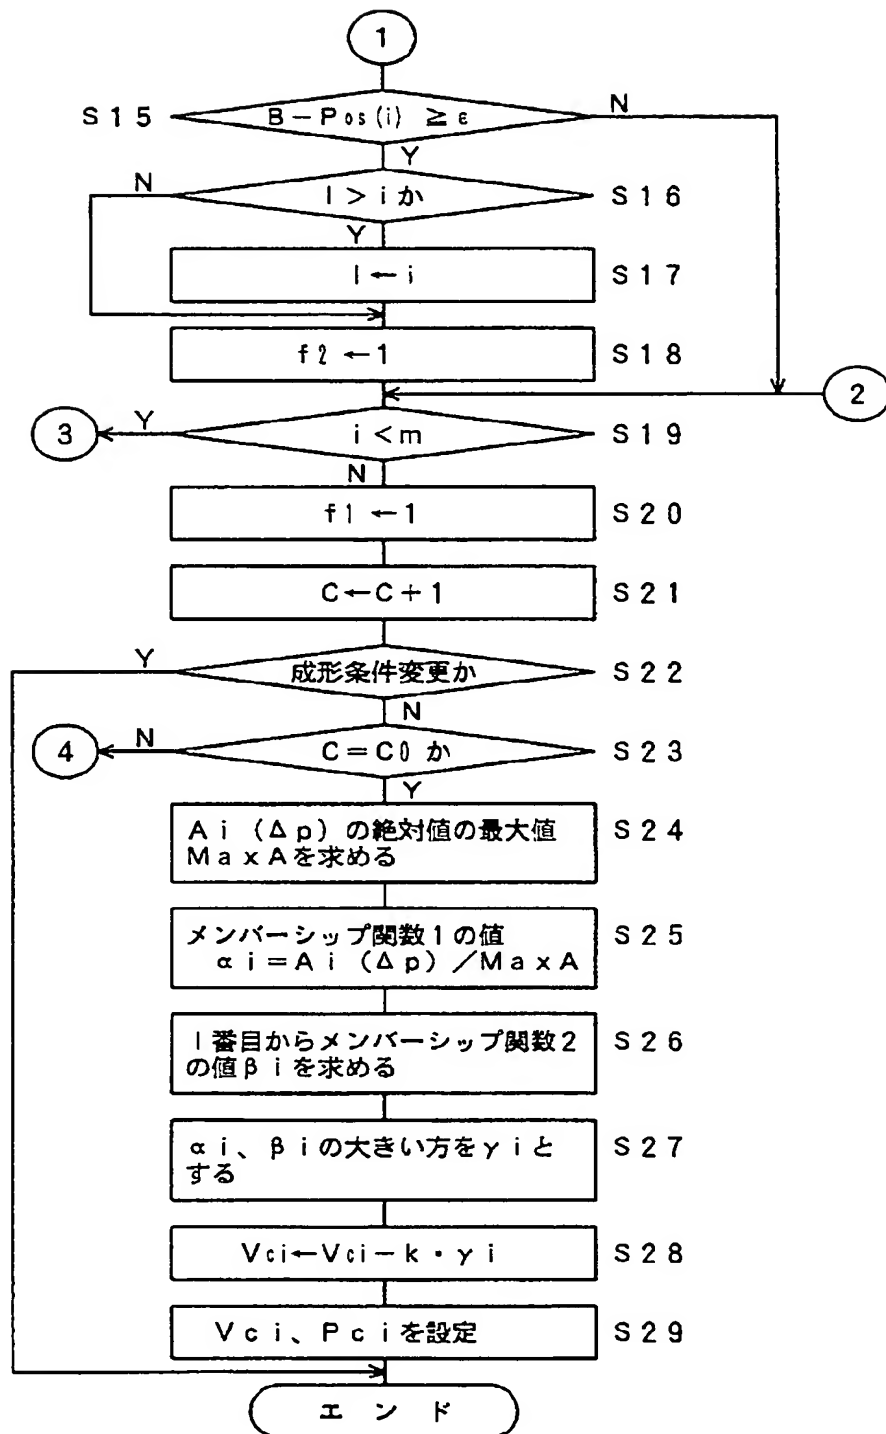 1
S15 B−Pos(i) ≧ε N
Y
N I>iか S16
Y
I←i S17
f2←1 S18
2
3 Y i<m S19
N
f1←1 S20
C←C+1 S21
Y 成形条件変更か S22
N
4 N C=C0か S23
Y
Ai(Δp)の絶対値の最大値 S24
MaxAを求める
メンバーシップ関数1の値 S25
αi=Ai(Δp)/MaxA
I番目からメンバーシップ関数2 S26
の値βiを求める
αi、βiの大きい方をγiと S27
する
Vci←Vci−k・γi S28
Vci、Pciを設定 S29
エンド